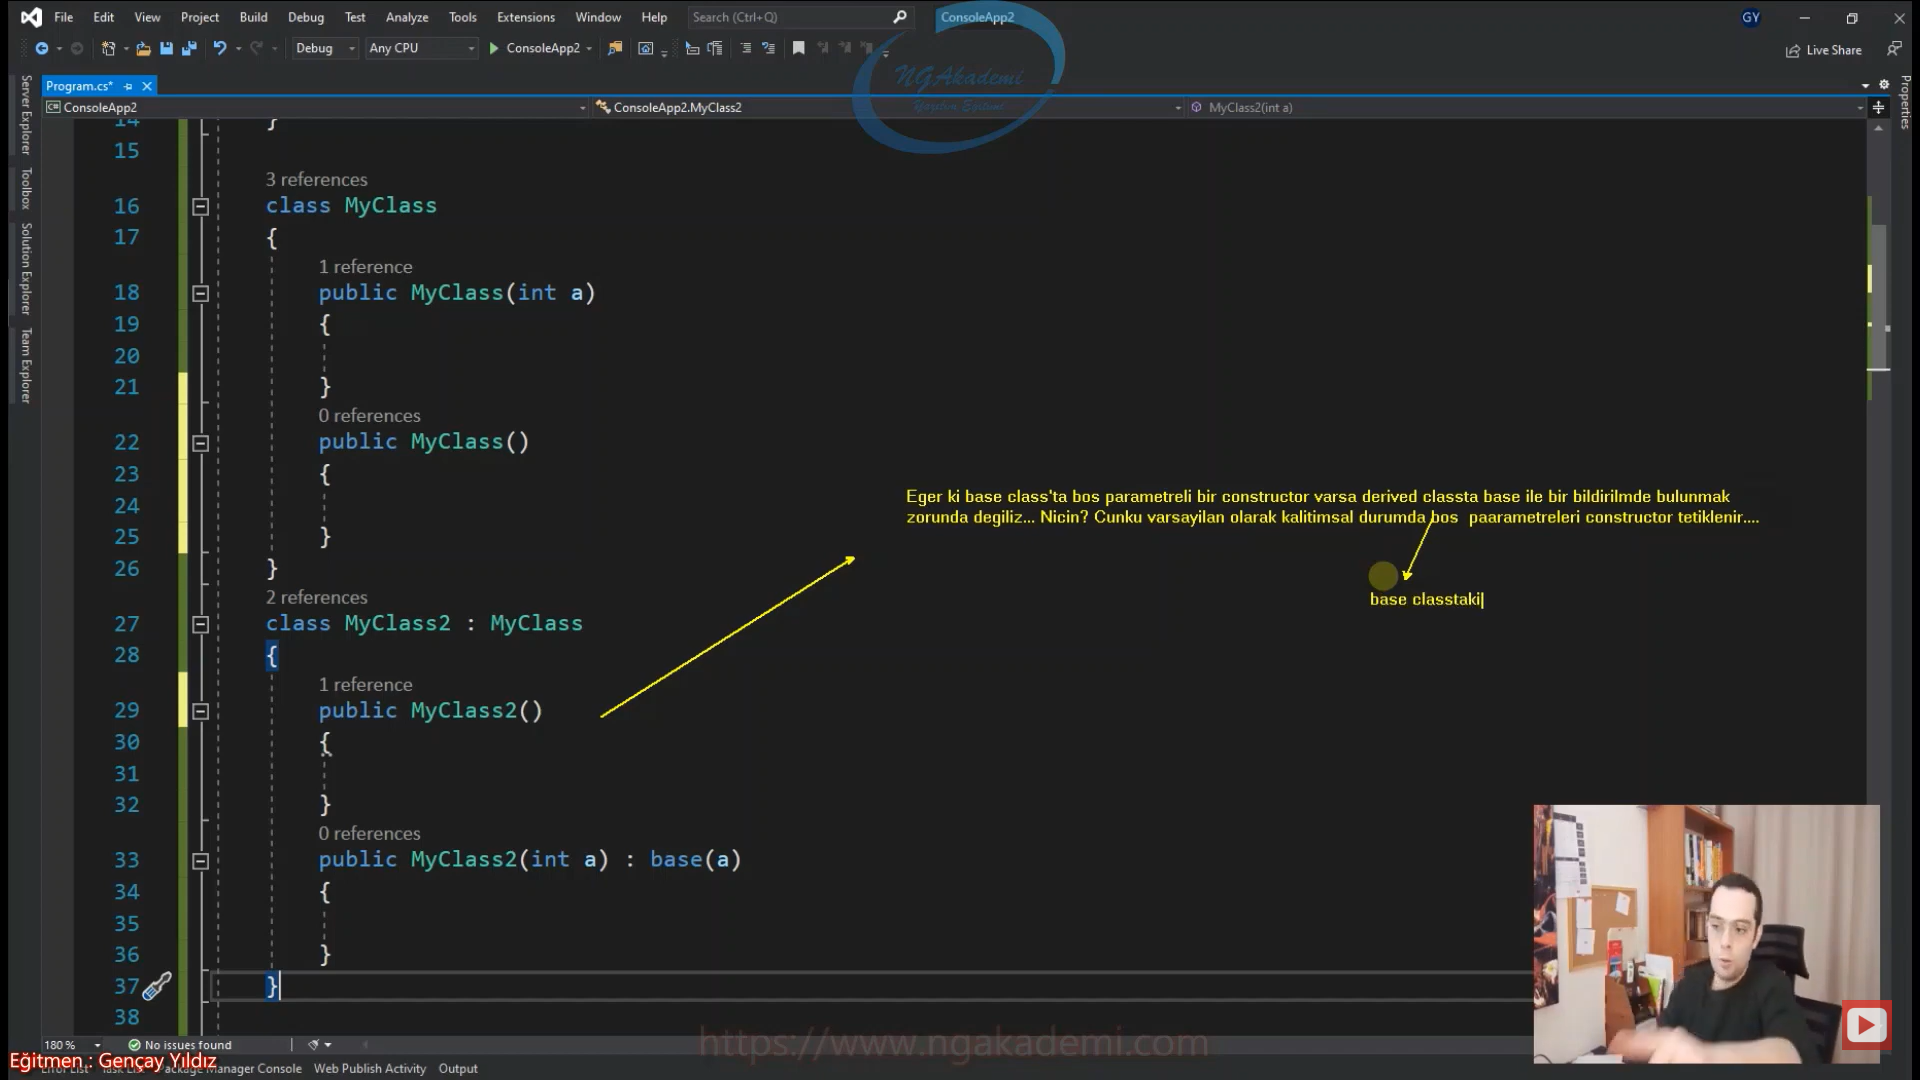 File Edit View Project Build Debug Test Analyze Tools Extensions Window Help Search (Ctrl+Q) ConsoleApp2 GY
Debug Any CPU ConsoleApp2 Live Share
NGAkademi
Yazılım Eğitimi
Program.cs*
ConsoleApp2 ConsoleApp2.MyClass2 MyClass2(int a)
Server Explorer
Toolbox
Solution Explorer
Team Explorer
Properties
14 }
15
3 references
16 class MyClass
17 {
1 reference
18 public MyClass(int a)
19 {
20
21 }
0 references
22 public MyClass()
23 {
24
25 }
26 }
2 references
27 class MyClass2 : MyClass
28 {
1 reference
29 public MyClass2()
30 {
31
32 }
0 references
33 public MyClass2(int a) : base(a)
34 {
35
36 }
37 }
38
Eger ki base class'ta bos parametreli bir constructor varsa derived classta base ile bir bildirilmde bulunmak
zorunda degiliz... Nicin? Cunku varsayilan olarak kalitimsal durumda bos paarametreleri constructor tetiklenir....
base classtaki
180 % No issues found
https://www.ngakademi.com
Eğitmen : Gençay Yıldız
Error List Package Manager Console Web Publish Activity Output